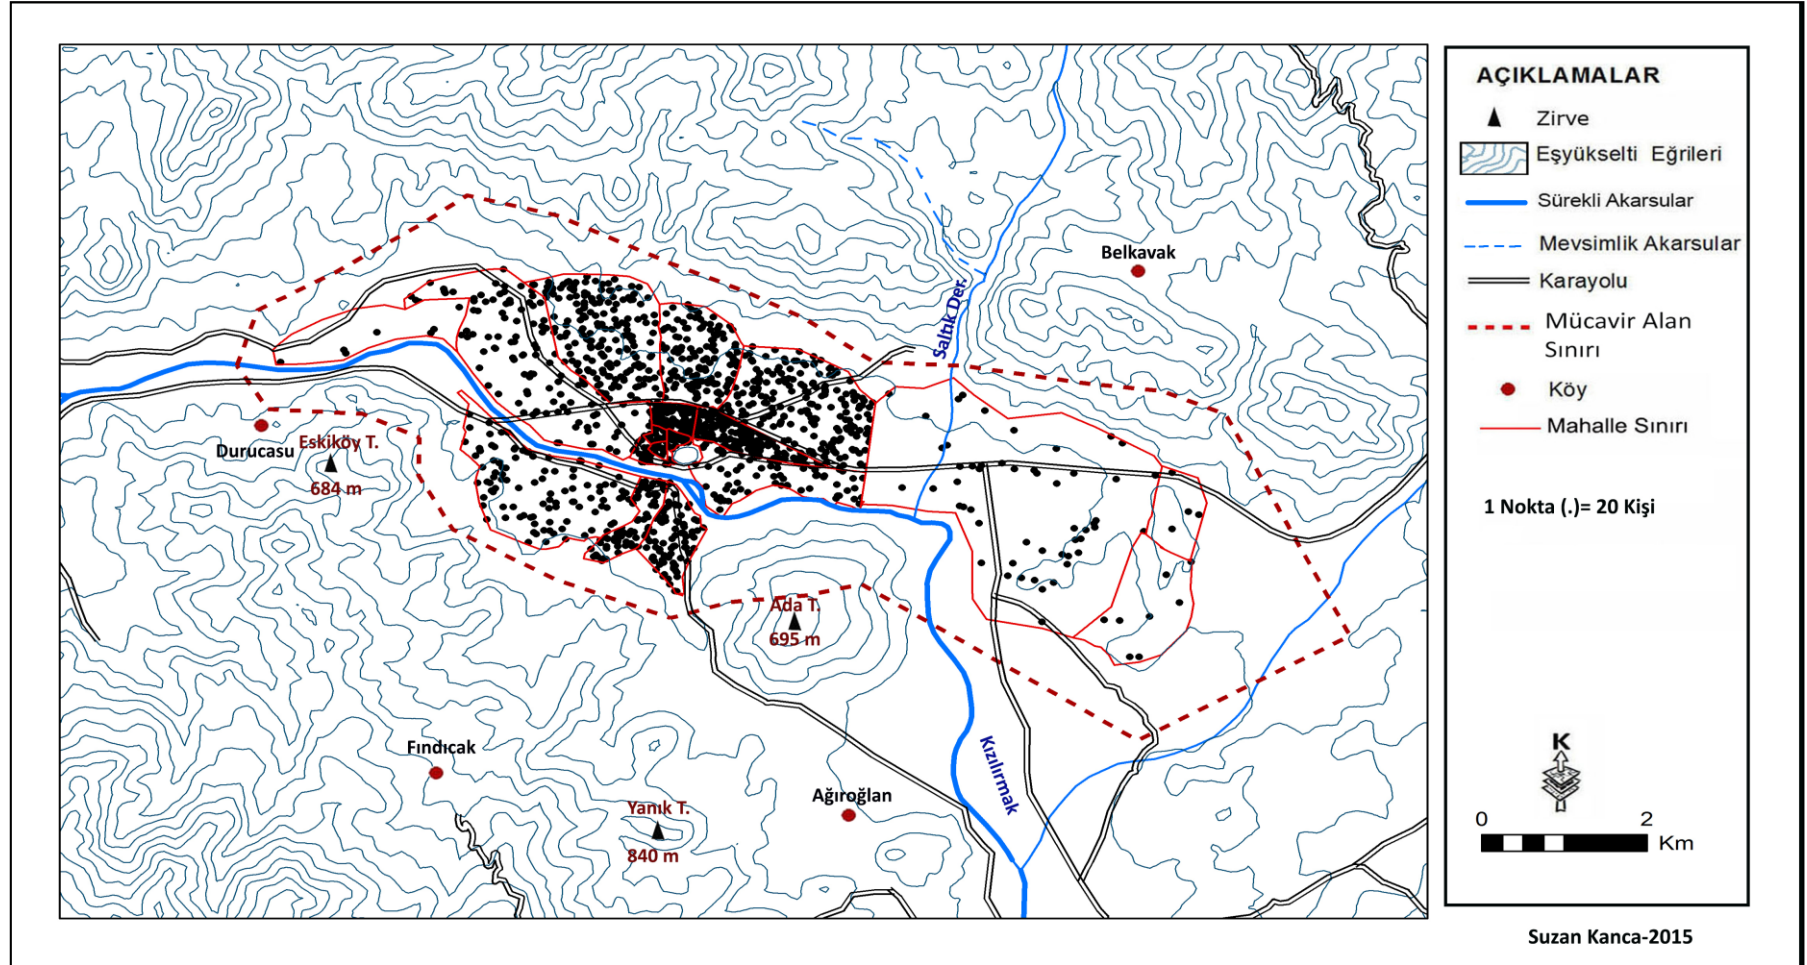 Belkavak
Saltık Der.
Durucasu
Eskiköy T.
684 m
Ada T.
695 m
Fındıcak
Yanık T.
840 m
Ağıroğlan
Kızılırmak
AÇIKLAMALAR
Zirve
Eşyükselti Eğrileri
Sürekli Akarsular
Mevsimlik Akarsular
Karayolu
Mücavir Alan
Sınırı
Köy
Mahalle Sınırı
1 Nokta (.)= 20 Kişi
K
0 2
Km
Suzan Kanca-2015